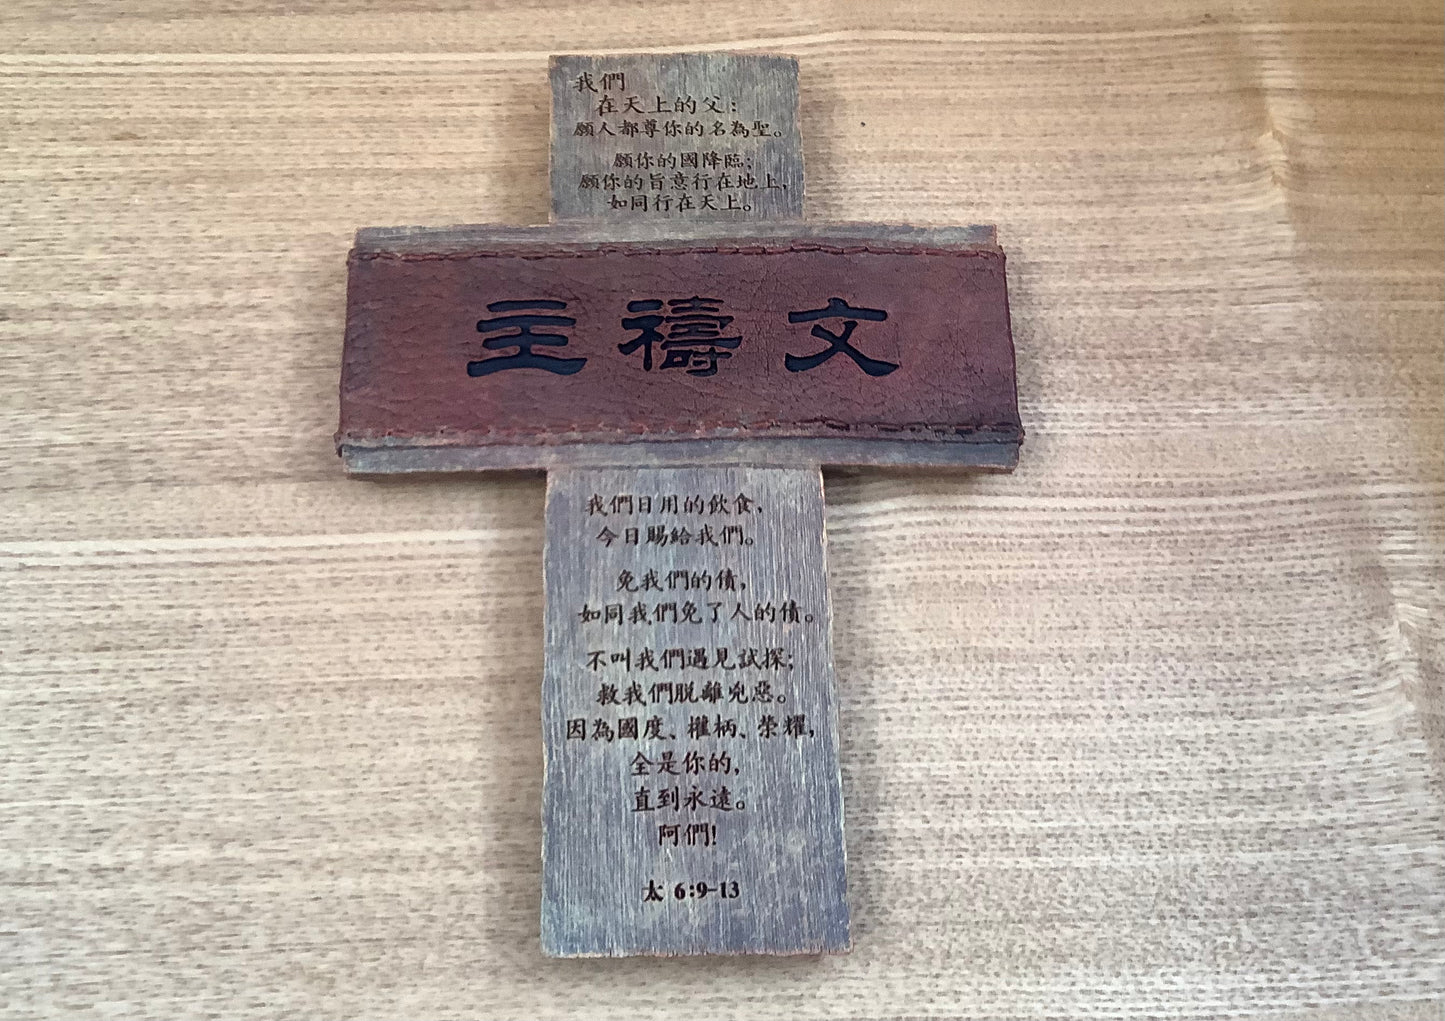 我們
在天上的父：
願人都尊你的名為聖。
願你的國降臨；
願你的旨意行在地上，
如同行在天上。
主禱文
我們日用的飲食，
今日賜給我們。
免我們的債，
如同我們免了人的債。
不叫我們遇見試探；
救我們脫離兇惡。
因為國度、權柄、榮耀，
全是你的，
直到永遠。
阿們！
太 6:9-13